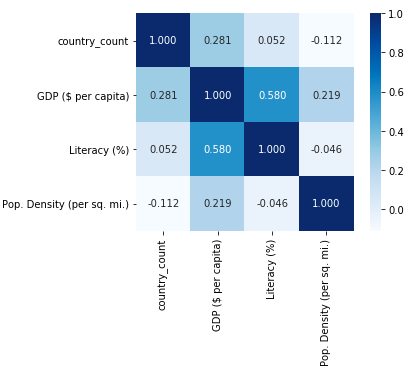 country_count
1.000 0.281 0.052 -0.112
GDP ($ per capita)
0.281 1.000 0.580 0.219
Literacy (%)
0.052 0.580 1.000 -0.046
Pop. Density (per sq. mi.)
-0.112 0.219 -0.046 1.000
country_count
GDP ($ per capita)
Literacy (%)
Pop. Density (per sq. mi.)
1.0
0.8
0.6
0.4
0.2
0.0